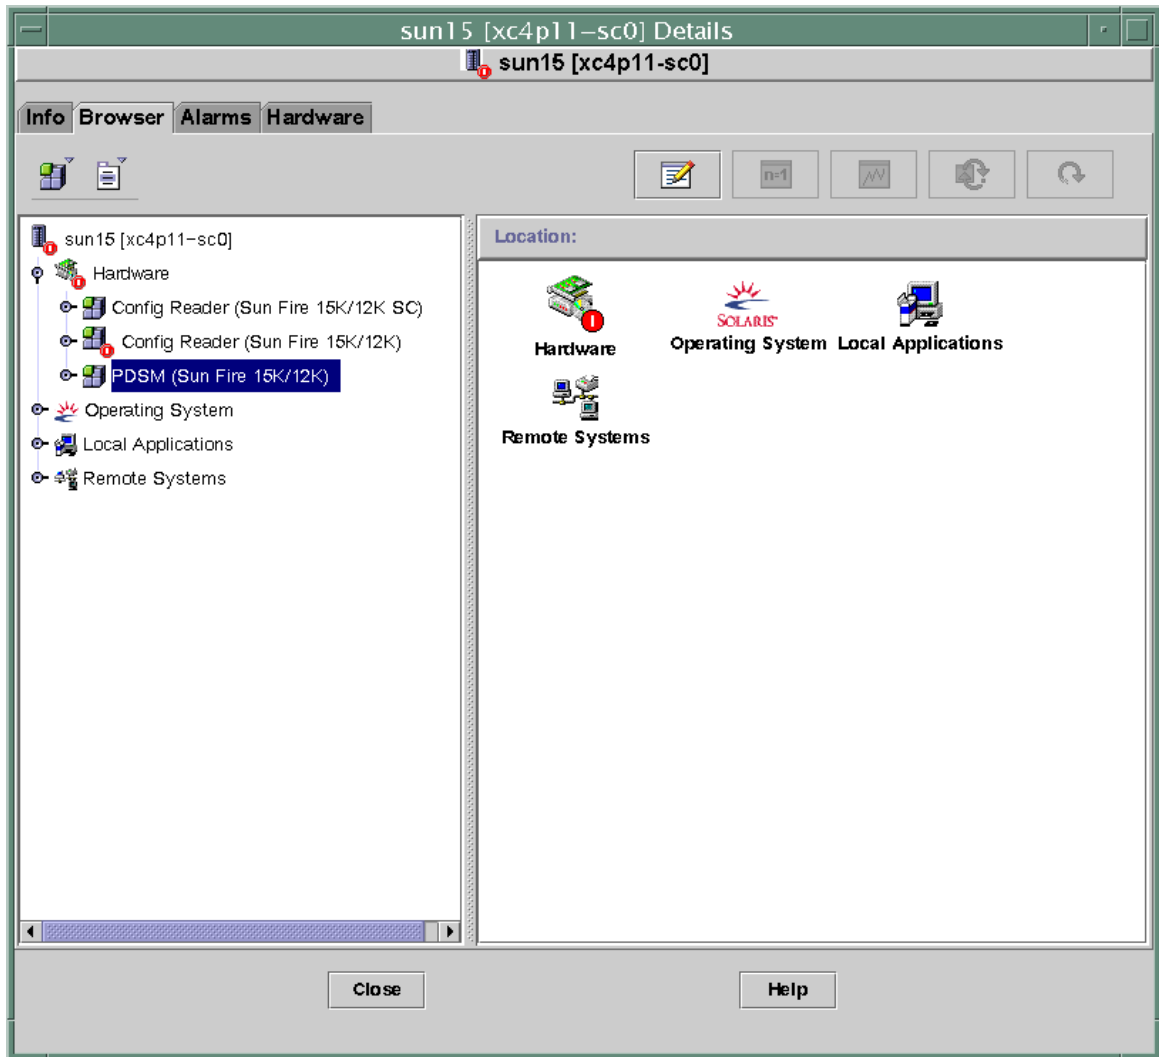 sun15 [xc4p11-sc0] Details
sun15 [xc4p11-sc0]
Info Browser Alarms Hardware
n=1
sun15 [xc4p11-sc0]
Hardware
Config Reader (Sun Fire 15K/12K SC)
Config Reader (Sun Fire 15K/12K)
PDSM (Sun Fire 15K/12K)
Operating System
Local Applications
Remote Systems
Location:
Hardware
SOLARIS
Operating System
Local Applications
Remote Systems
Close
Help